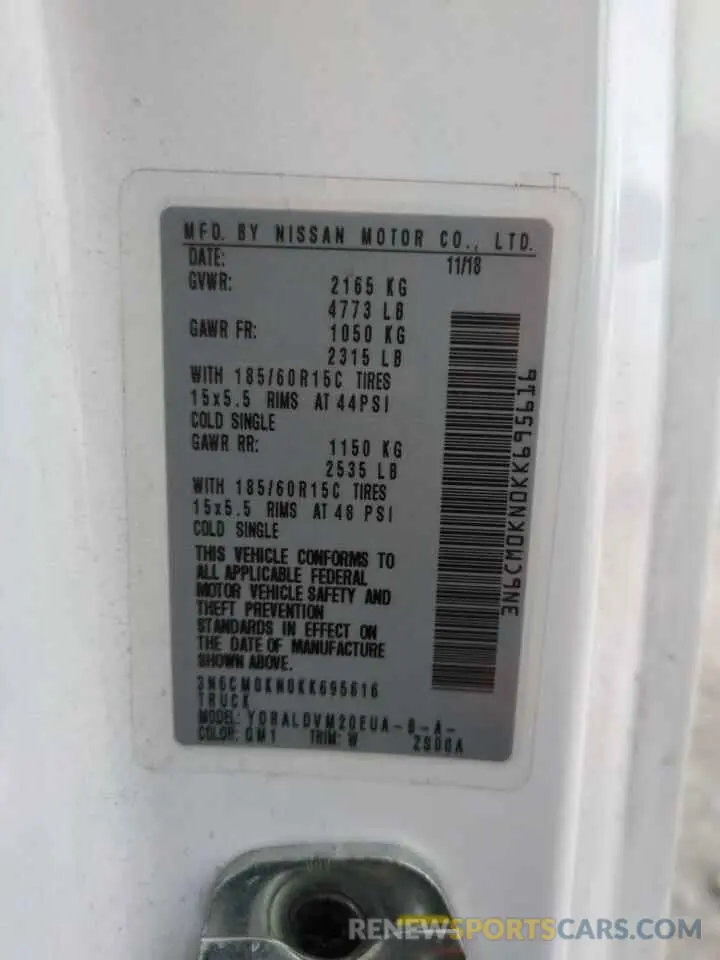 MFD. BY NISSAN MOTOR CO., LTD.
DATE: 11/18
GVWR: 2165 KG
4773 LB
GAWR FR: 1050 KG
2315 LB
WITH 185/60R15C TIRES
15x5.5 RIMS AT 44PSI
COLD SINGLE
GAWR RR: 1150 KG
2535 LB
WITH 185/60R15C TIRES
15x5.5 RIMS AT 48 PSI
COLD SINGLE
THIS VEHICLE CONFORMS TO
ALL APPLICABLE FEDERAL
MOTOR VEHICLE SAFETY AND
THEFT PREVENTION
STANDARDS IN EFFECT ON
THE DATE OF MANUFACTURE
SHOWN ABOVE.
3N6CM0KN0KK695616
TRUCK
MODEL:
COLOR: QM1 TRIM: W
3N6CM0KN0KK695616
RENEWSPORTSCARS.COM